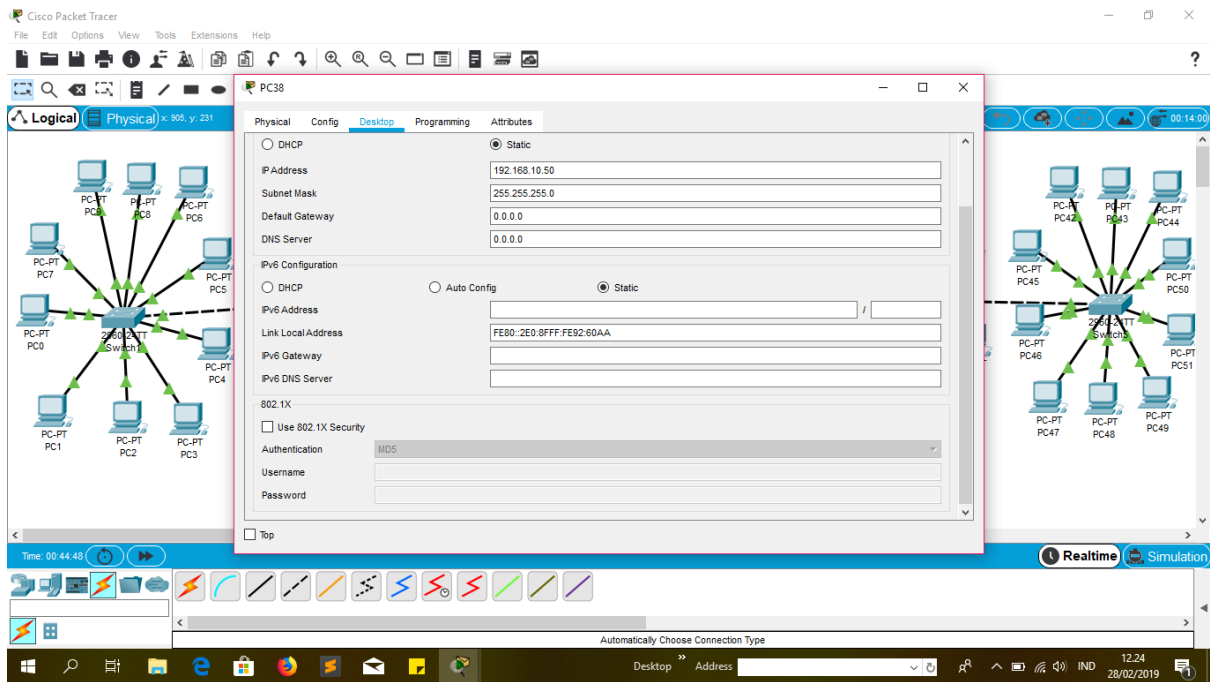 Cisco Packet Tracer
File Edit Options View Tools Extensions Help
?
PC38
Logical Physical x: 905, y: 231
00:14:00
Physical Config Desktop Programming Attributes
DHCP Static
IP Address 192.168.10.50
Subnet Mask 255.255.255.0
Default Gateway 0.0.0.0
DNS Server 0.0.0.0
IPv6 Configuration
DHCP Auto Config Static
IPv6 Address /
Link Local Address FE80::2E0:8FFF:FE92:60AA
IPv6 Gateway
IPv6 DNS Server
802.1X
Use 802.1X Security
Authentication MD5
Username
Password
Top
PC-PT
PC-PT
PC8
PC-PT
PC6
PC-PT
PC7
PC-PT
PC5
PC-PT
PC0
2960-24TT
Switch1
PC-PT
PC4
PC-PT
PC1
PC-PT
PC2
PC-PT
PC3
PC-PT
PC42
PC-PT
PC43
PC-PT
PC44
PC-PT
PC45
PC-PT
PC50
2960-24TT
PC-PT
PC46
PC-PT
PC51
PC-PT
PC47
PC-PT
PC48
PC-PT
PC49
Time: 00:44:48
Realtime Simulation
Automatically Choose Connection Type
Desktop Address
IND
12.24
28/02/2019